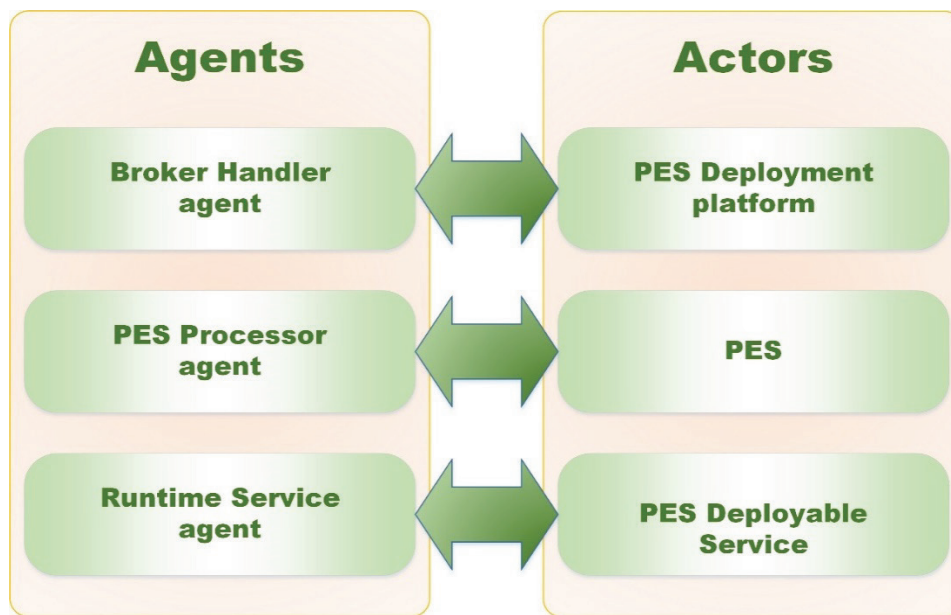 Agents
Actors
Broker Handler
agent
PES Deployment
platform
PES Processor
agent
PES
Runtime Service
agent
PES Deployable
Service